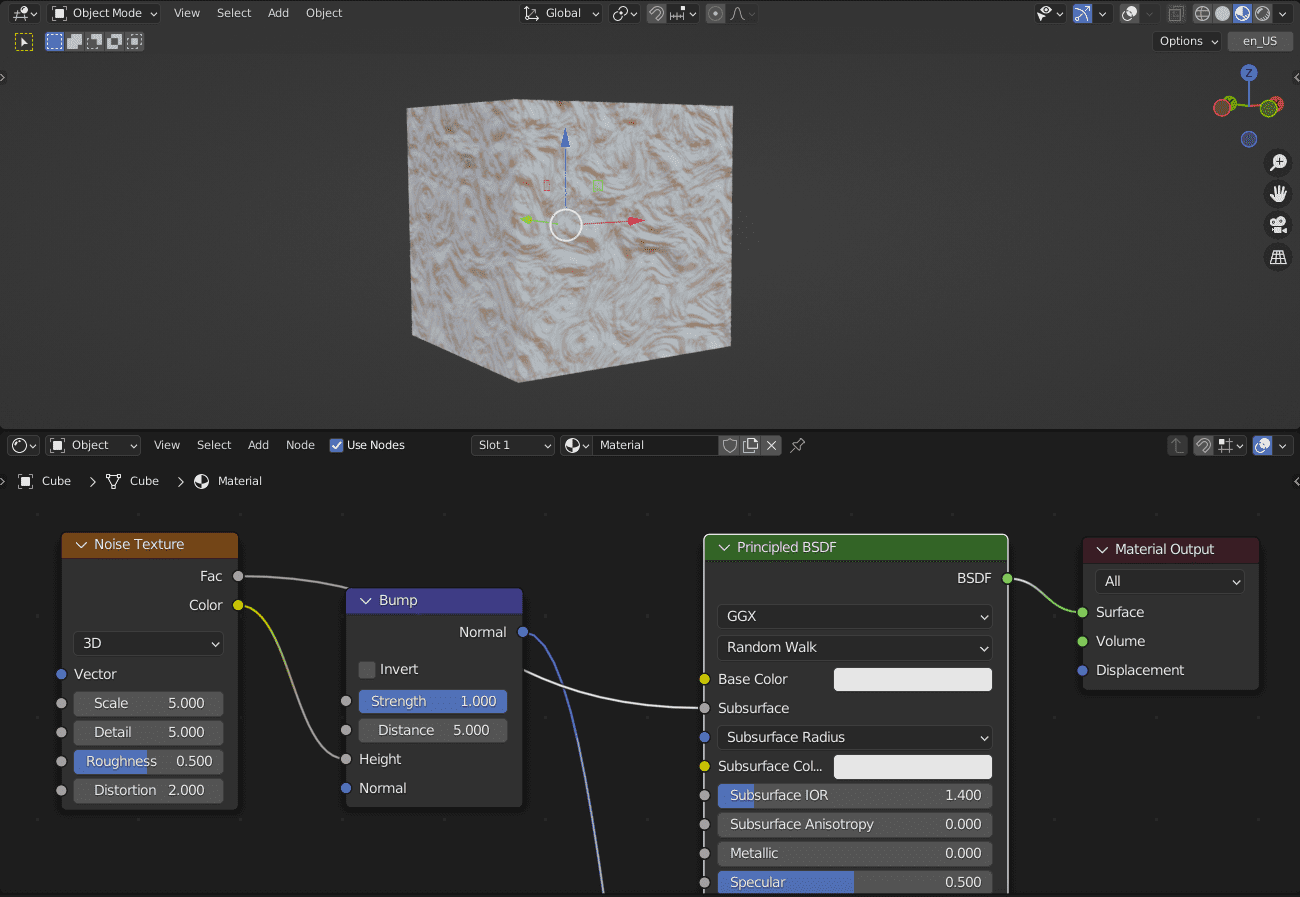 Object Mode View Select Add Object Global
Options en_US
Z
Object View Select Add Node Use Nodes Slot 1 Material
Cube Cube Material
Noise Texture
Fac
Color
3D
Vector
Scale 5.000
Detail 5.000
Roughness 0.500
Distortion 2.000
Bump
Normal
Invert
Strength 1.000
Distance 5.000
Height
Normal
Principled BSDF
BSDF
GGX
Random Walk
Base Color
Subsurface
Subsurface Radius
Subsurface Col...
Subsurface IOR 1.400
Subsurface Anisotropy 0.000
Metallic 0.000
Specular 0.500
Material Output
All
Surface
Volume
Displacement